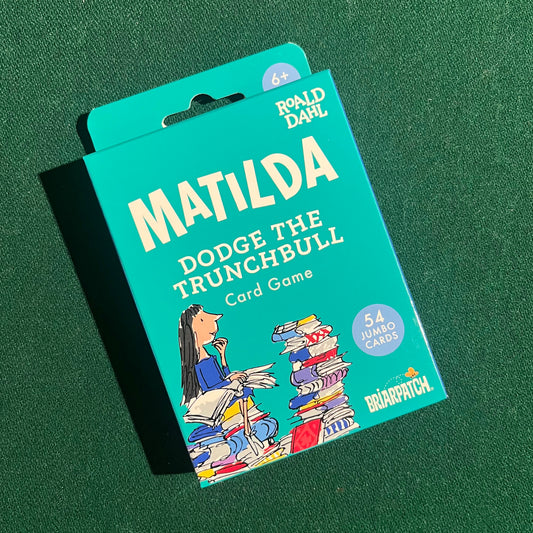 6+
ROALD
DAHL
MATILDA
DODGE THE
TRUNCHBULL
Card Game
54
JUMBO
CARDS
BRIARPATCH